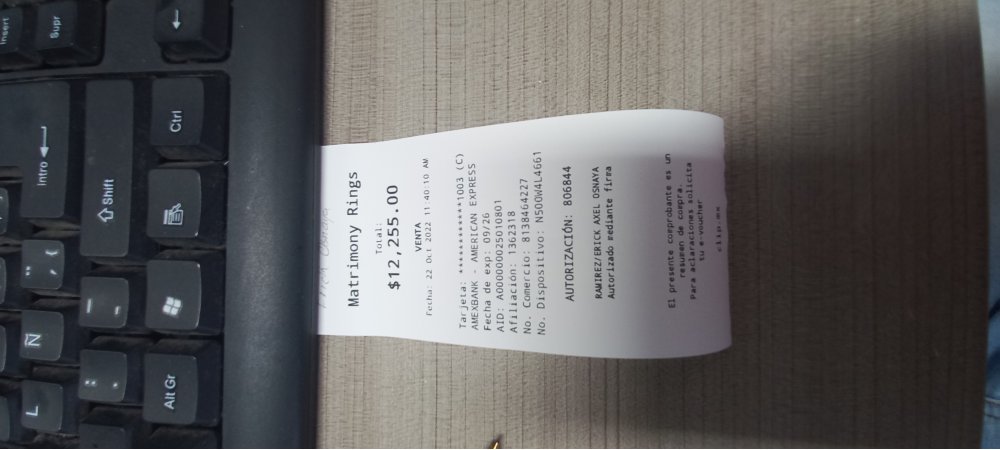 Matrimony Rings
Total:
$12,255.00
VENTA
Fecha: 22 Oct 2022 11:40:10 AM
Tarjeta: ************1003 (C)
AMEXBANK - AMERICAN EXPRESS
Fecha de exp: 09/26
AID: A000000025010801
Afiliación: 1362318
No. Comercio: 8138464227
No. Dispositivo: N500W4L4661
AUTORIZACIÓN: 806844
RAMIREZ/ERICK AXEL OSNAYA
Autorizado mediante firma
El presente comprobante es un
resumen de compra.
Para aclaraciones solicita
tu e-voucher
clip.mx
Insert
Supr
Intro
Shift
Ctrl
Ñ
L
Alt Gr